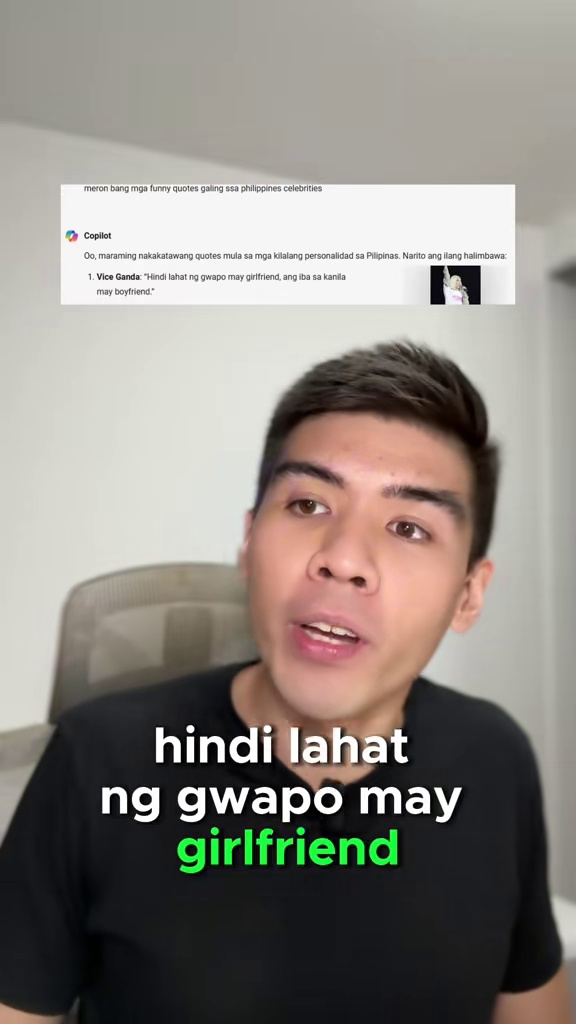 meron bang mga funny quotes galing ssa philippines celebrities
Copilot
Oo, maraming nakakatawang quotes mula sa mga kilalang personalidad sa Pilipinas. Narito ang ilang halimbawa:
1. Vice Ganda: "Hindi lahat ng gwapo may girlfriend, ang iba sa kanila
may boyfriend."
hindi lahat
ng gwapo may
girlfriend